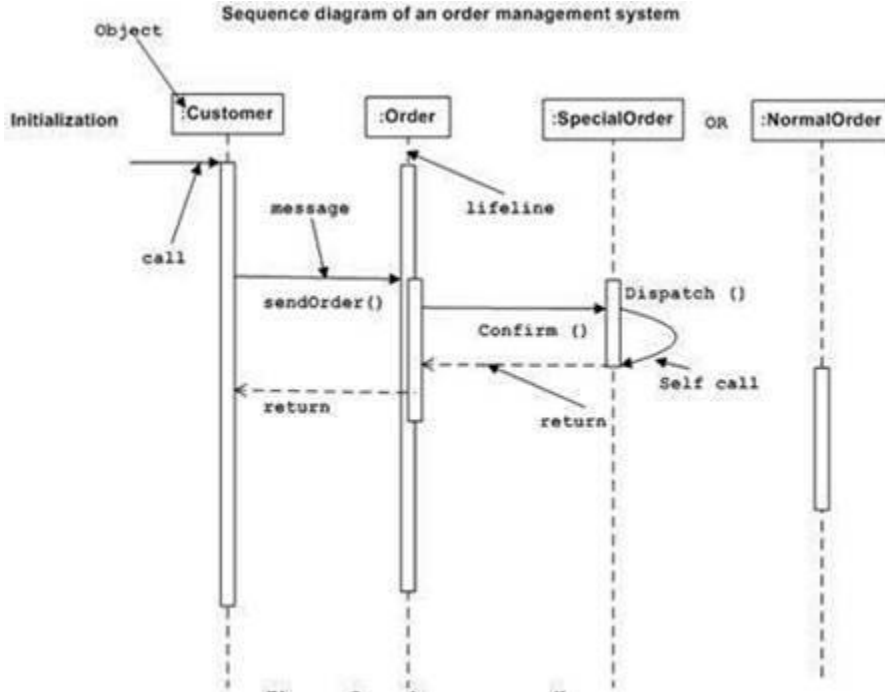 Sequence diagram of an order management system
Object
Initialization
:Customer
:Order
:SpecialOrder
OR
:NormalOrder
message
lifeline
call
sendOrder()
Dispatch ()
Confirm ()
Self call
return
return